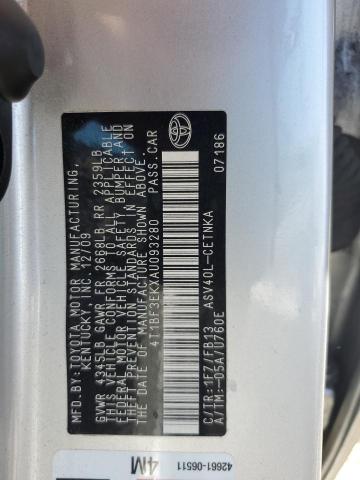 MFD.BY:TOYOTA MOTOR MANUFACTURING,
KENTUCKY, INC. 12/09
GVWR 4345LB GAWR FR 2668LB RR 2359LB
THIS VEHICLE CONFORMS TO ALL APPLICABLE
FEDERAL MOTOR VEHICLE SAFETY, BUMPER, AND
THEFT PREVENTION STANDARDS IN EFFECT ON
THE DATE OF MANUFACTURE SHOWN ABOVE.
4T1BF3EKXAU093280 PASS.CAR
ASV40L-CETNKA 07186
C/TR:1F7/FB13
A/TM:-05A/U760E
42661-06511
4M